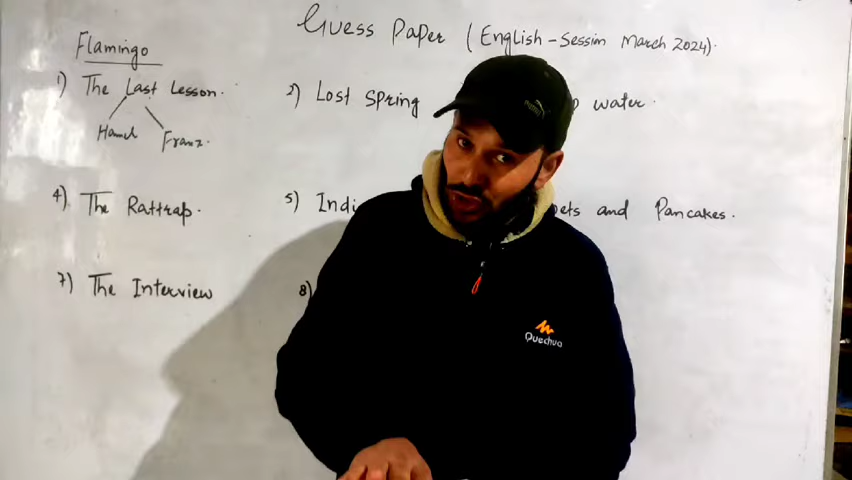 Guess Paper (English - Sessim March 2024).
Flamingo
1) The Last Lesson.
2) Lost Spring water.
Hamel Franz.
4) The Rattrap.
5) Indi ets and Pancakes.
7) The Interview
8)
Quechua